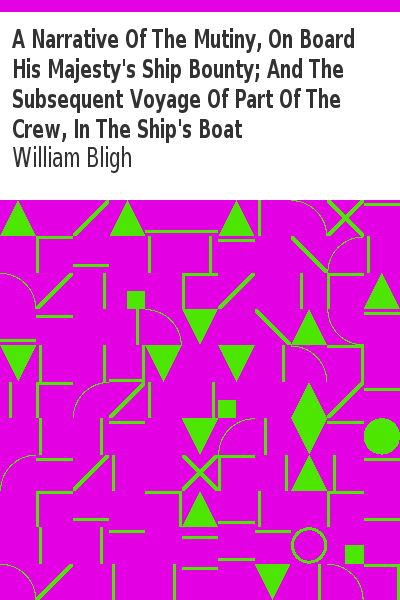 A Narrative Of The Mutiny, On Board
His Majesty's Ship Bounty; And The
Subsequent Voyage Of Part Of The
Crew, In The Ship's Boat
William Bligh